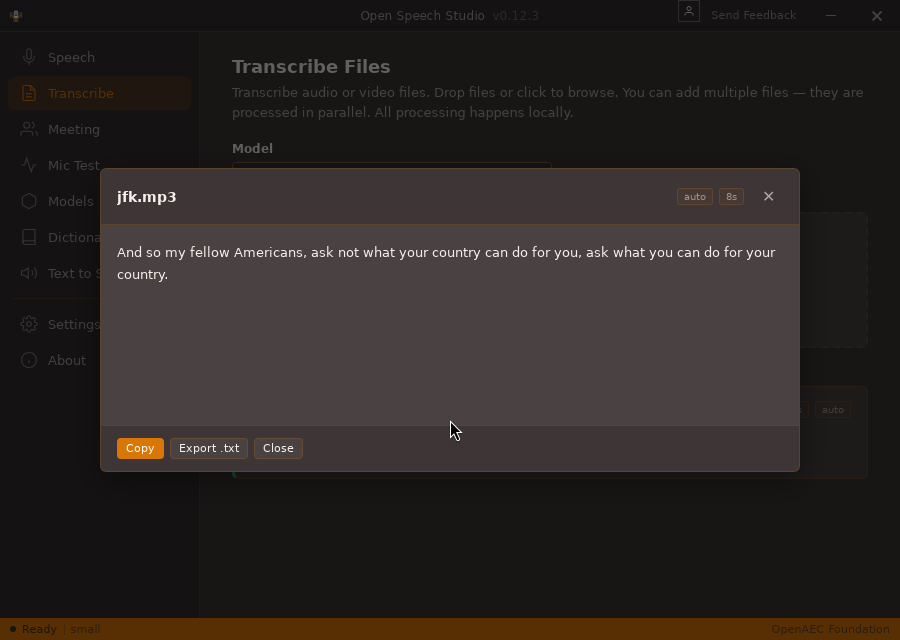 Open Speech Studio v0.12.3
Send Feedback
Speech
Transcribe
Meeting
Mic Test
Models
Dictiona
Text to S
Settings
About
Transcribe Files
Transcribe audio or video files. Drop files or click to browse. You can add multiple files — they are
processed in parallel. All processing happens locally.
Model
jfk.mp3
auto 8s
And so my fellow Americans, ask not what your country can do for you, ask what you can do for your
country.
Copy Export .txt Close
auto
Ready small
OpenAEC Foundation